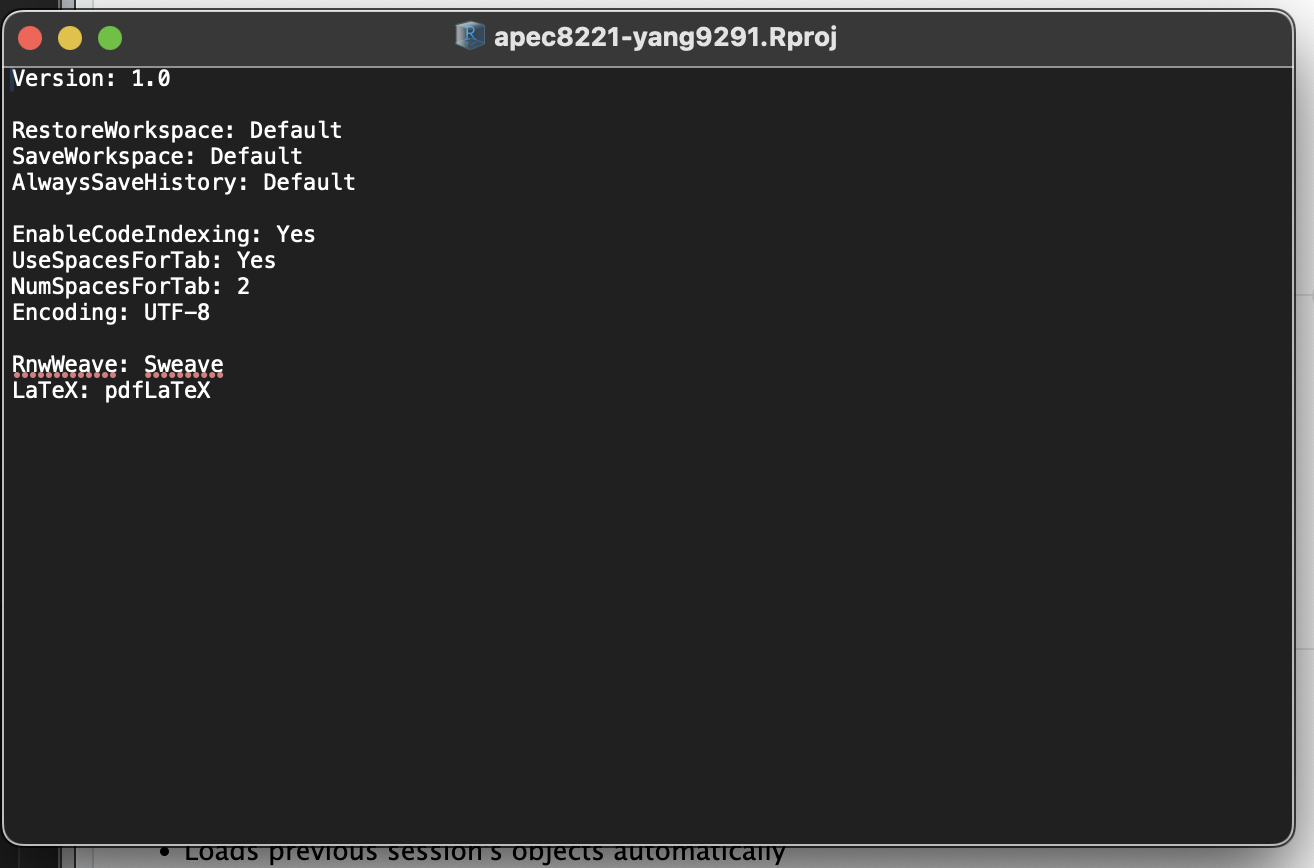 apec8221-yang9291.Rproj
Version: 1.0
RestoreWorkspace: Default
SaveWorkspace: Default
AlwaysSaveHistory: Default
EnableCodeIndexing: Yes
UseSpacesForTab: Yes
NumSpacesForTab: 2
Encoding: UTF-8
RnwWeave: Sweave
LaTeX: pdfLaTeX
• Loads previous session's objects automatically